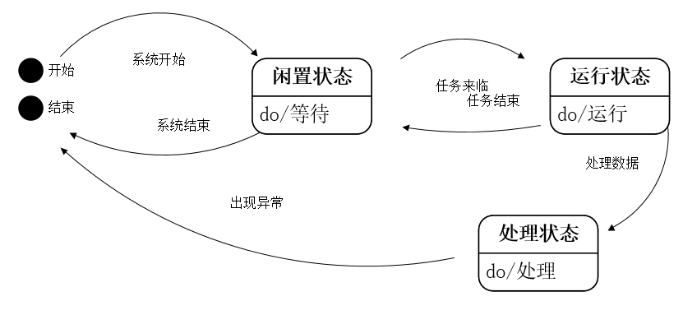 开始
系统开始
闲置状态
do/等待
任务来临
任务结束
运行状态
do/运行
结束
系统结束
处理数据
出现异常
处理状态
do/处理